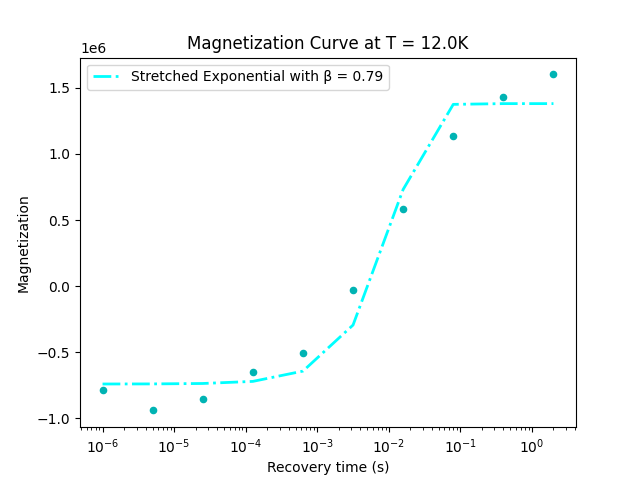 Magnetization Curve at T = 12.0K
1e6
Stretched Exponential with β = 0.79
1.5
1.0
0.5
0.0
−0.5
−1.0
Magnetization
10⁻⁶ 10⁻⁵ 10⁻⁴ 10⁻³ 10⁻² 10⁻¹ 10⁰
Recovery time (s)